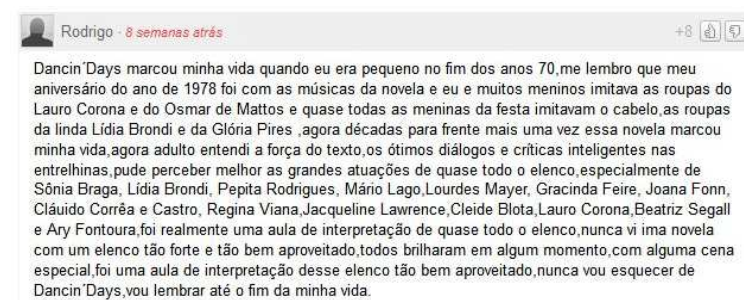 Rodrigo · 8 semanas atrás +8
Dancin´Days marcou minha vida quando eu era pequeno no fim dos anos 70,me lembro que meu
aniversário do ano de 1978 foi com as músicas da novela e eu e muitos meninos imitava as roupas do
Lauro Corona e do Osmar de Mattos e quase todas as meninas da festa imitavam o cabelo,as roupas
da linda Lídia Brondi e da Glória Pires ,agora décadas para frente mais uma vez essa novela marcou
minha vida,agora adulto entendi a força do texto,os ótimos diálogos e críticas inteligentes nas
entrelhinas,pude perceber melhor as grandes atuações de quase todo o elenco,especialmente de
Sônia Braga, Lídia Brondi, Pepita Rodrigues, Mário Lago,Lourdes Mayer, Gracinda Feire, Joana Fonn,
Cláuido Corrêa e Castro, Regina Viana,Jacqueline Lawrence,Cleide Blota,Lauro Corona,Beatriz Segall
e Ary Fontoura,foi realmente uma aula de interpretação de quase todo o elenco,nunca vi ima novela
com um elenco tão forte e tão bem aproveitado,todos brilharam em algum momento,com alguma cena
especial,foi uma aula de interpretação desse elenco tão bem aproveitado,nunca vou esquecer de
Dancin´Days,vou lembrar até o fim da minha vida.